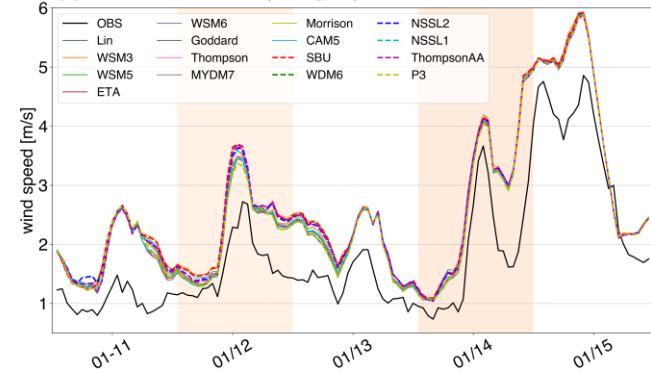 6
5
4
3
2
1
wind speed [m/s]
OBS WSM6 Morrison NSSL2
Lin Goddard CAM5 NSSL1
WSM3 Thompson SBU ThompsonAA
WSM5 MYDM7 WDM6 P3
ETA
01-11 01/12 01/13 01/14 01/15